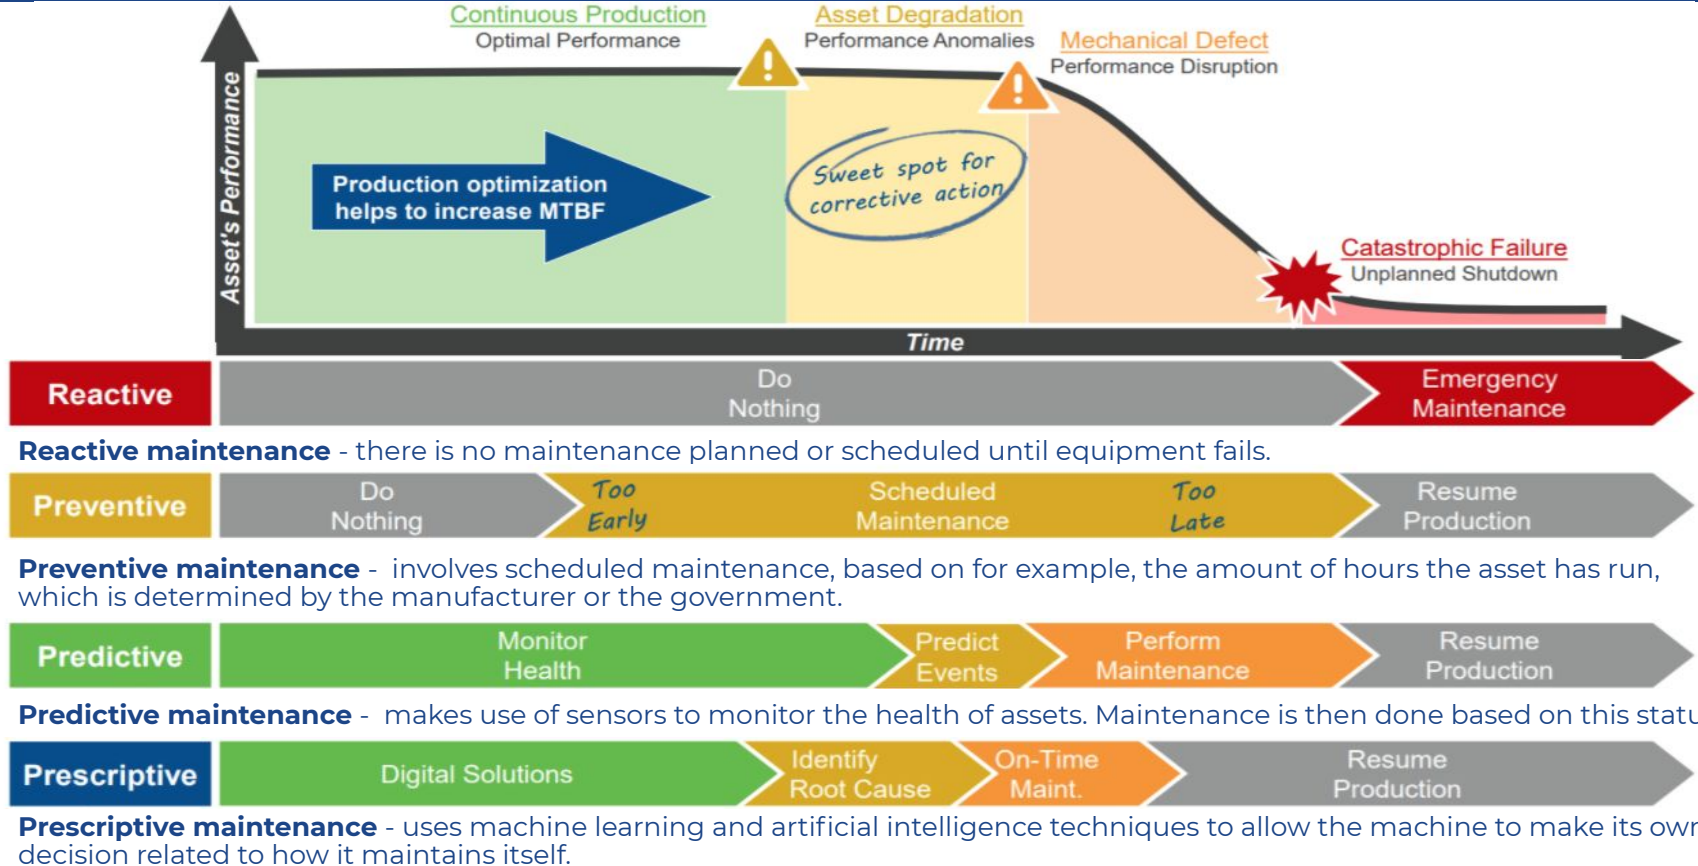 Continuous Production
Optimal Performance
Asset Degradation
Performance Anomalies
Mechanical Defect
Performance Disruption
Asset's Performance
Production optimization
helps to increase MTBF
Sweet spot for
corrective action
Catastrophic Failure
Unplanned Shutdown
Time
Reactive
Do
Nothing
Emergency
Maintenance
Reactive maintenance - there is no maintenance planned or scheduled until equipment fails.
Preventive
Do
Nothing
Too
Early
Scheduled
Maintenance
Too
Late
Resume
Production
Preventive maintenance - involves scheduled maintenance, based on for example, the amount of hours the asset has run,
which is determined by the manufacturer or the government.
Predictive
Monitor
Health
Predict
Events
Perform
Maintenance
Resume
Production
Predictive maintenance - makes use of sensors to monitor the health of assets. Maintenance is then done based on this statu
Prescriptive
Digital Solutions
Identify
Root Cause
On-Time
Maint.
Resume
Production
Prescriptive maintenance - uses machine learning and artificial intelligence techniques to allow the machine to make its own
decision related to how it maintains itself.